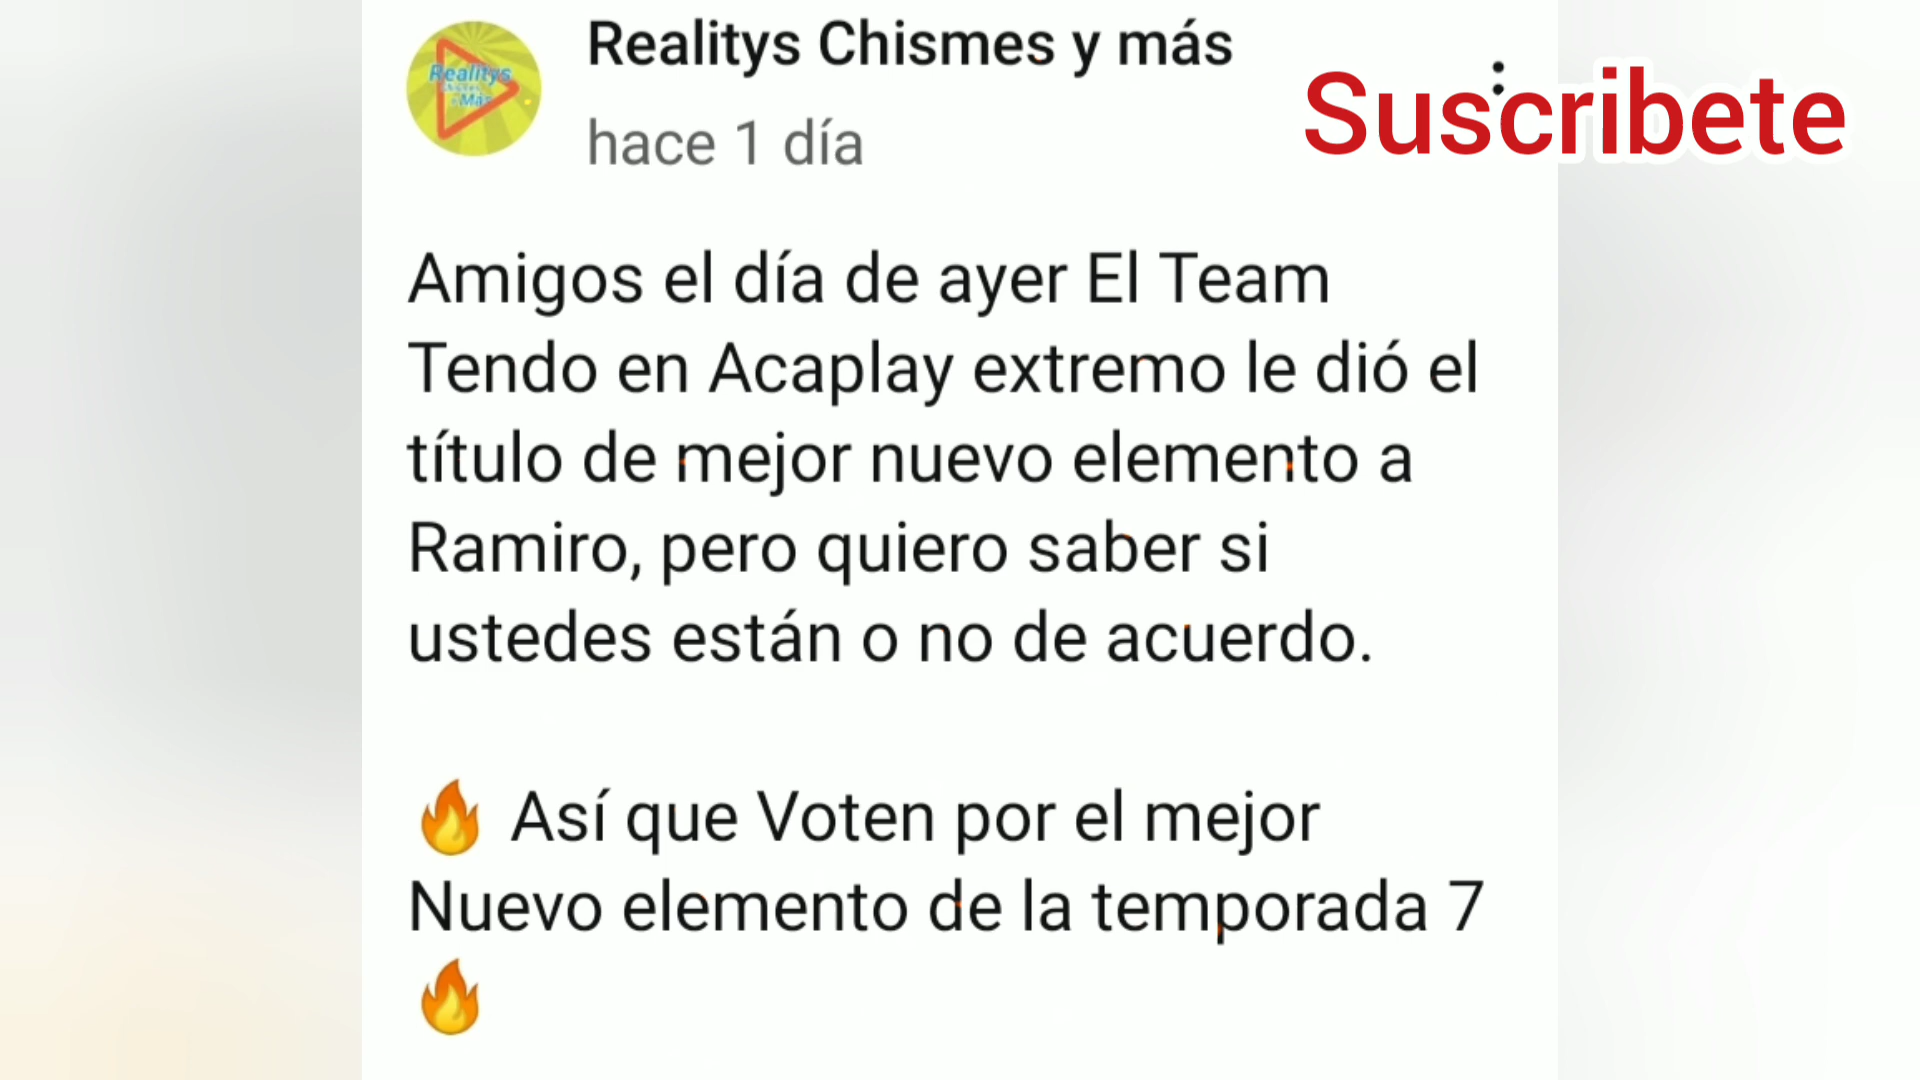 Realitys Chismes y más
hace 1 día
Suscribete
Realitys
y Más
Amigos el día de ayer El Team
Tendo en Acaplay extremo le dió el
título de mejor nuevo elemento a
Ramiro, pero quiero saber si
ustedes están o no de acuerdo.
🔥 Así que Voten por el mejor
Nuevo elemento de la temporada 7
🔥